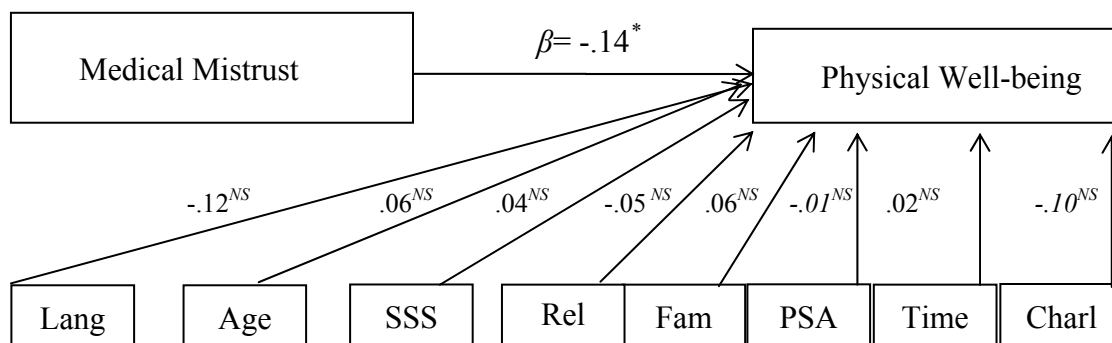 β= -.14*
Medical Mistrust
Physical Well-being
-.12NS .06NS .04NS -.05 NS .06NS -.01NS .02NS -.10NS
Lang Age SSS Rel Fam PSA Time Charl